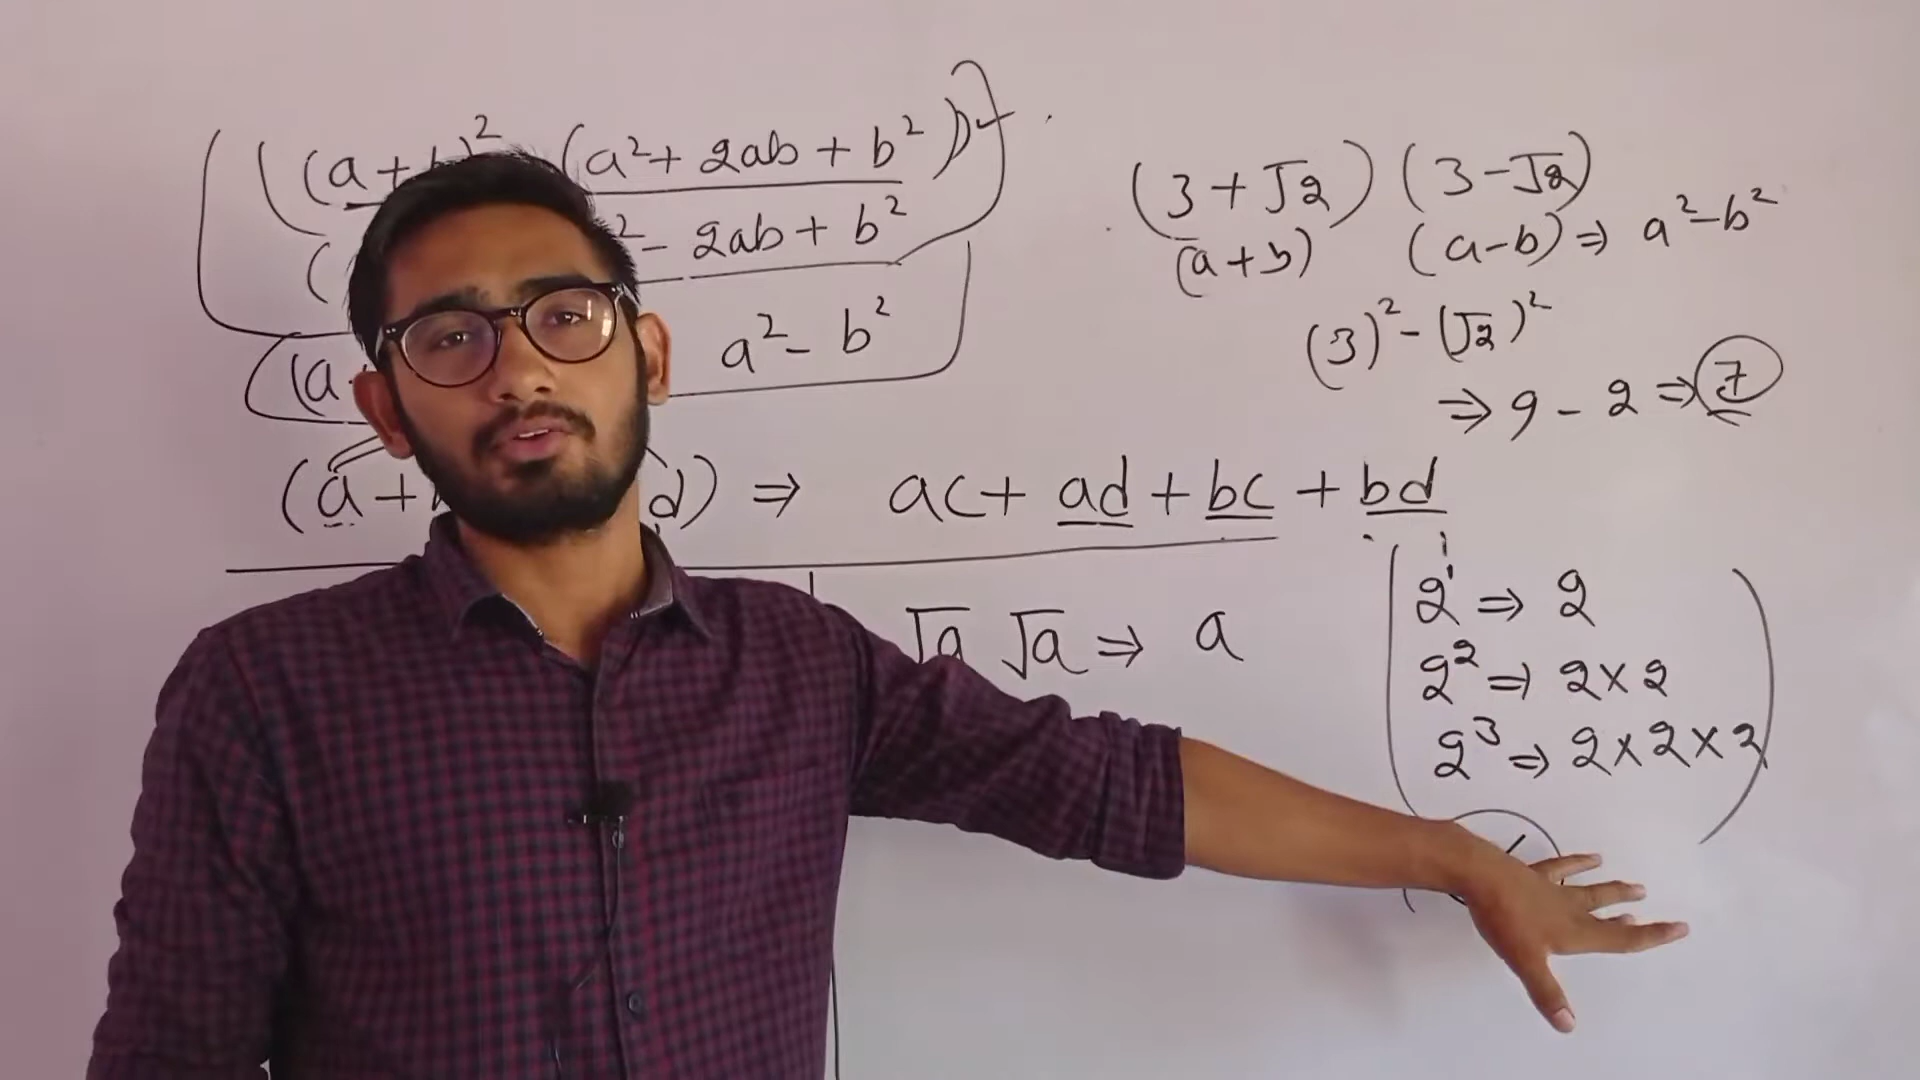 (a+ )² (a²+ 2ab + b²)
( ²- 2ab + b²
(a a²- b²
(a+ d) ⇒ ac+ ad + bc + bd
√a √a ⇒ a
(3+√2) (3-√2)
(a+b) (a-b) ⇒ a²-b²
(3)² - (√2)²
⇒ 9 - 2 ⇒ 7
2¹ ⇒ 2
2² ⇒ 2×2
2³ ⇒ 2×2×2